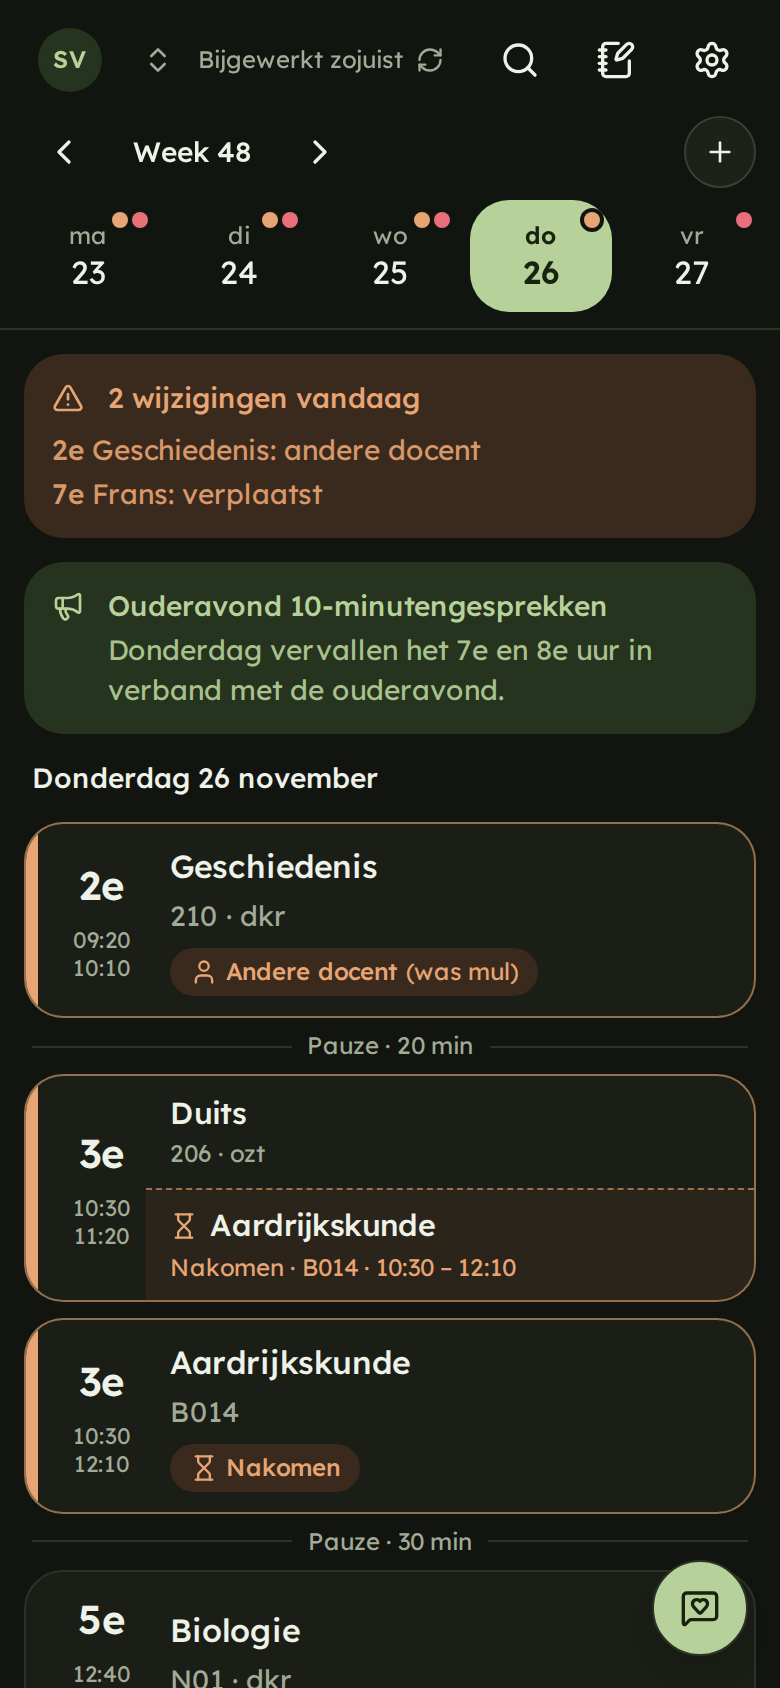 SV
Bijgewerkt zojuist
Week 48
ma di wo do vr
23 24 25 26 27
2 wijzigingen vandaag
2e Geschiedenis: andere docent
7e Frans: verplaatst
Ouderavond 10-minutengesprekken
Donderdag vervallen het 7e en 8e uur in
verband met de ouderavond.
Donderdag 26 november
2e
09:20
10:10
Geschiedenis
210 · dkr
Andere docent (was mul)
Pauze · 20 min
3e
10:30
11:20
Duits
206 · ozt
Aardrijkskunde
Nakomen · B014 · 10:30 – 12:10
3e
10:30
12:10
Aardrijkskunde
B014
Nakomen
Pauze · 30 min
5e
12:40
Biologie
N01 · dkr